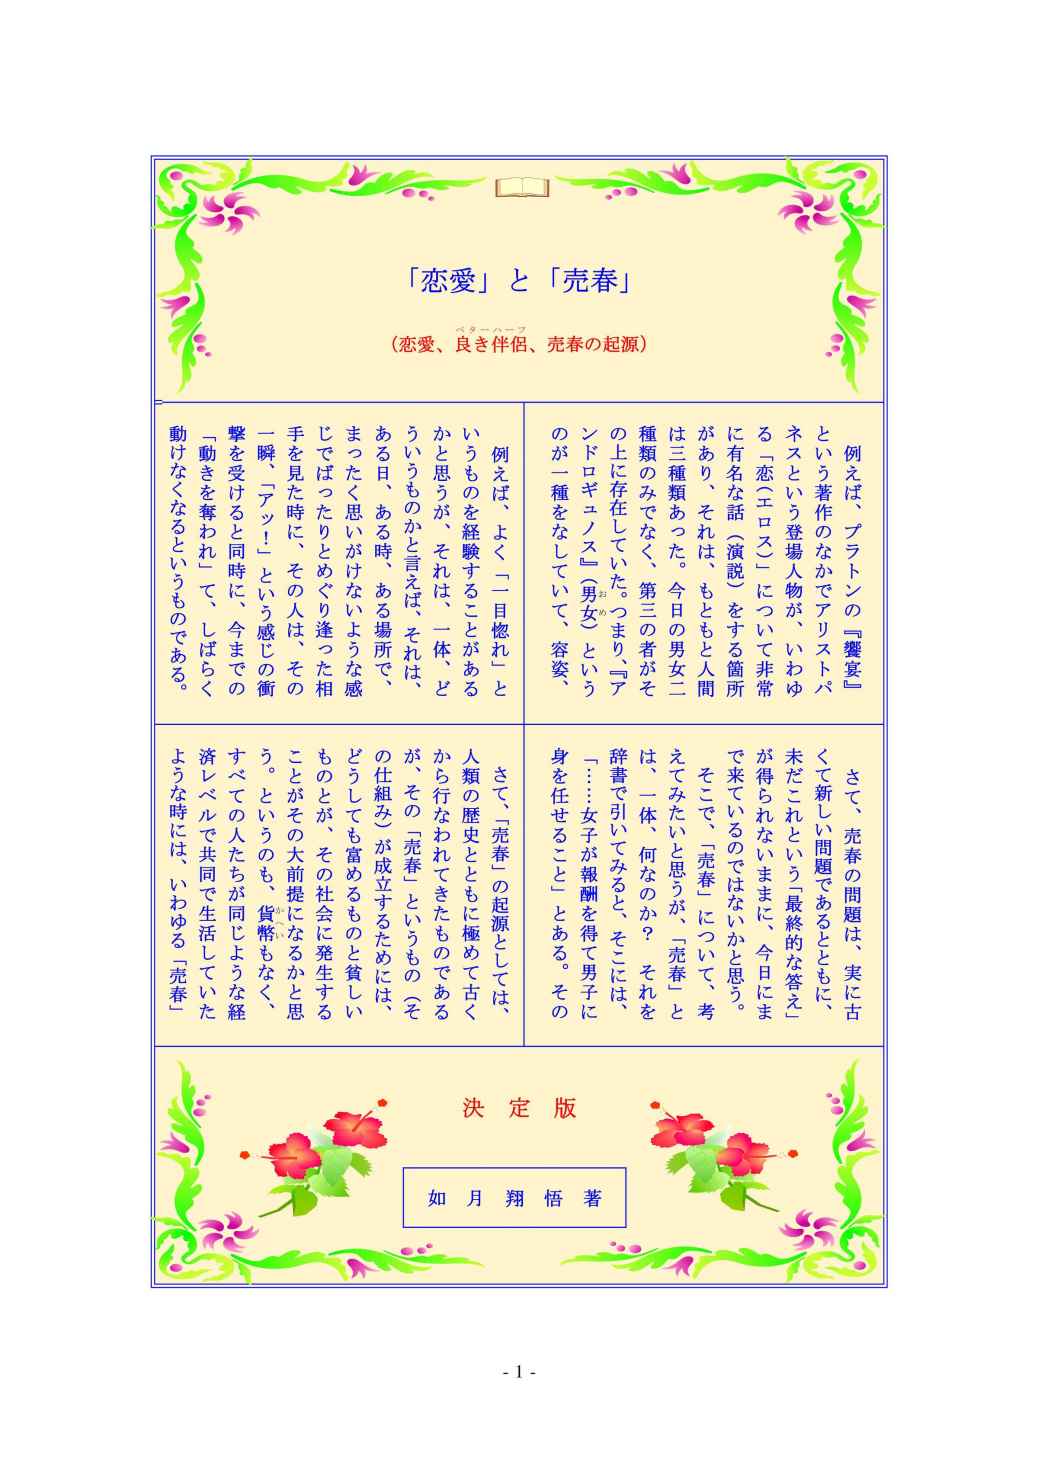 「恋愛」と「売春」
（恋愛、良き伴侶、売春の起源）
ベターハーフ
例えば、プラトンの『饗宴』
という著作のなかでアリストパ
ネスという登場人物が、いわゆ
る「恋（エロス）」について非常
に有名な話（演説）をする箇所
があり、それは、もともと人間
は三種類あった。今日の男女二
種類のみでなく、第三の者がそ
の上に存在していた。つまり、『ア
ンドロギュノス』（男女）という
おめ
のが一種をなしていて、容姿、
例えば、よく「一目惚れ」と
いうものを経験することがある
かと思うが、それは、一体、ど
ういうものかと言えば、それは、
ある日、ある時、ある場所で、
まったく思いがけないような感
じでばったりとめぐり逢った相
手を見た時に、その人は、その
一瞬、「アッ！」という感じの衝
撃を受けると同時に、今までの
「動きを奪われ」て、しばらく
動けなくなるというものである。
さて、売春の問題は、実に古
くて新しい問題であるとともに、
未だこれという「最終的な答え」
が得られないままに、今日にま
で来ているのではないかと思う。
そこで、「売春」について、考
えてみたいと思うが、「売春」と
は、一体、何なのか？　それを
辞書で引いてみると、そこには、
「……女子が報酬を得て男子に
身を任せること」とある。その
さて、「売春」の起源としては、
人類の歴史とともに極めて古く
から行なわれてきたものである
が、その「売春」というもの（そ
の仕組み）が成立するためには、
どうしても富めるものと貧しい
ものとが、その社会に発生する
ことがその大前提になるかと思
う。というのも、貨幣もなく、
かへい
すべての人たちが同じような経
済レベルで共同で生活していた
ような時には、いわゆる「売春」
決　定　版
如　月　翔　悟　著
- 1 -